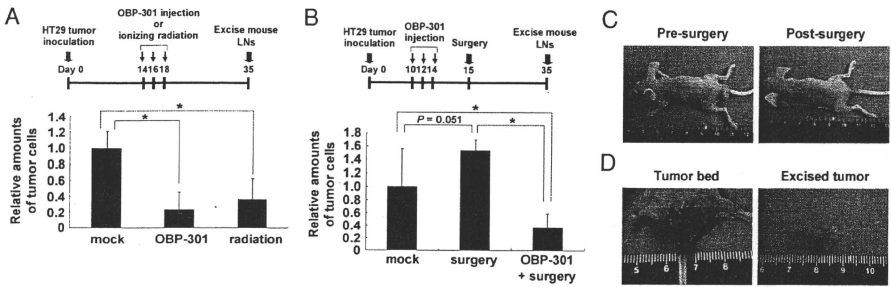 A
HT29 tumor
inoculation
OBP-301 injection
or
ionizing radiation
Excise mouse
LNs
Day 0
14 16 18
35
Relative amounts
of tumor cells
1.4
1.2
1.0
0.8
0.6
0.4
0.2
0
*
*
mock
OBP-301
radiation
B
HT29 tumor
inoculation
OBP-301
injection
Surgery
Excise mouse
LNs
Day 0
10 12 14
15
35
Relative amounts
of tumor cells
1.8
1.6
1.4
1.2
1.0
1.8
1.6
0.4
0.2
0
*
P = 0.051
*
mock
surgery
OBP-301
+ surgery
C
Pre-surgery
Post-surgery
D
Tumor bed
Excised tumor
5 6 7 8
6 7 8 9 10